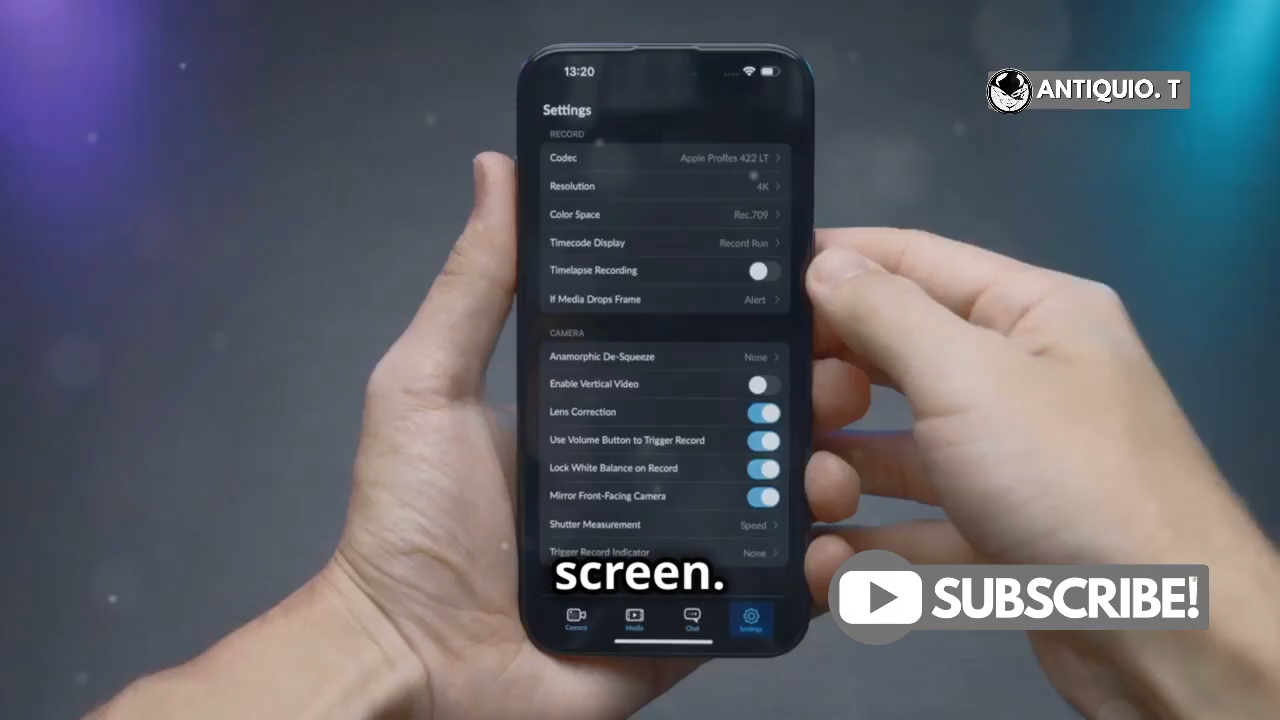 13:20
ANTIQUIO. T
Settings
RECORD
Codec Apple ProRes 422 LT
Resolution 4K
Color Space Rec.709
Timecode Display Record Run
Timelapse Recording
If Media Drops Frame Alert
CAMERA
Anamorphic De-Squeeze None
Enable Vertical Video
Lens Correction
Use Volume Button to Trigger Record
Lock White Balance on Record
Mirror Front-Facing Camera
Shutter Measurement Speed
Trigger Record Indicator None
screen.
SUBSCRIBE!
Camera Media Chat Settings